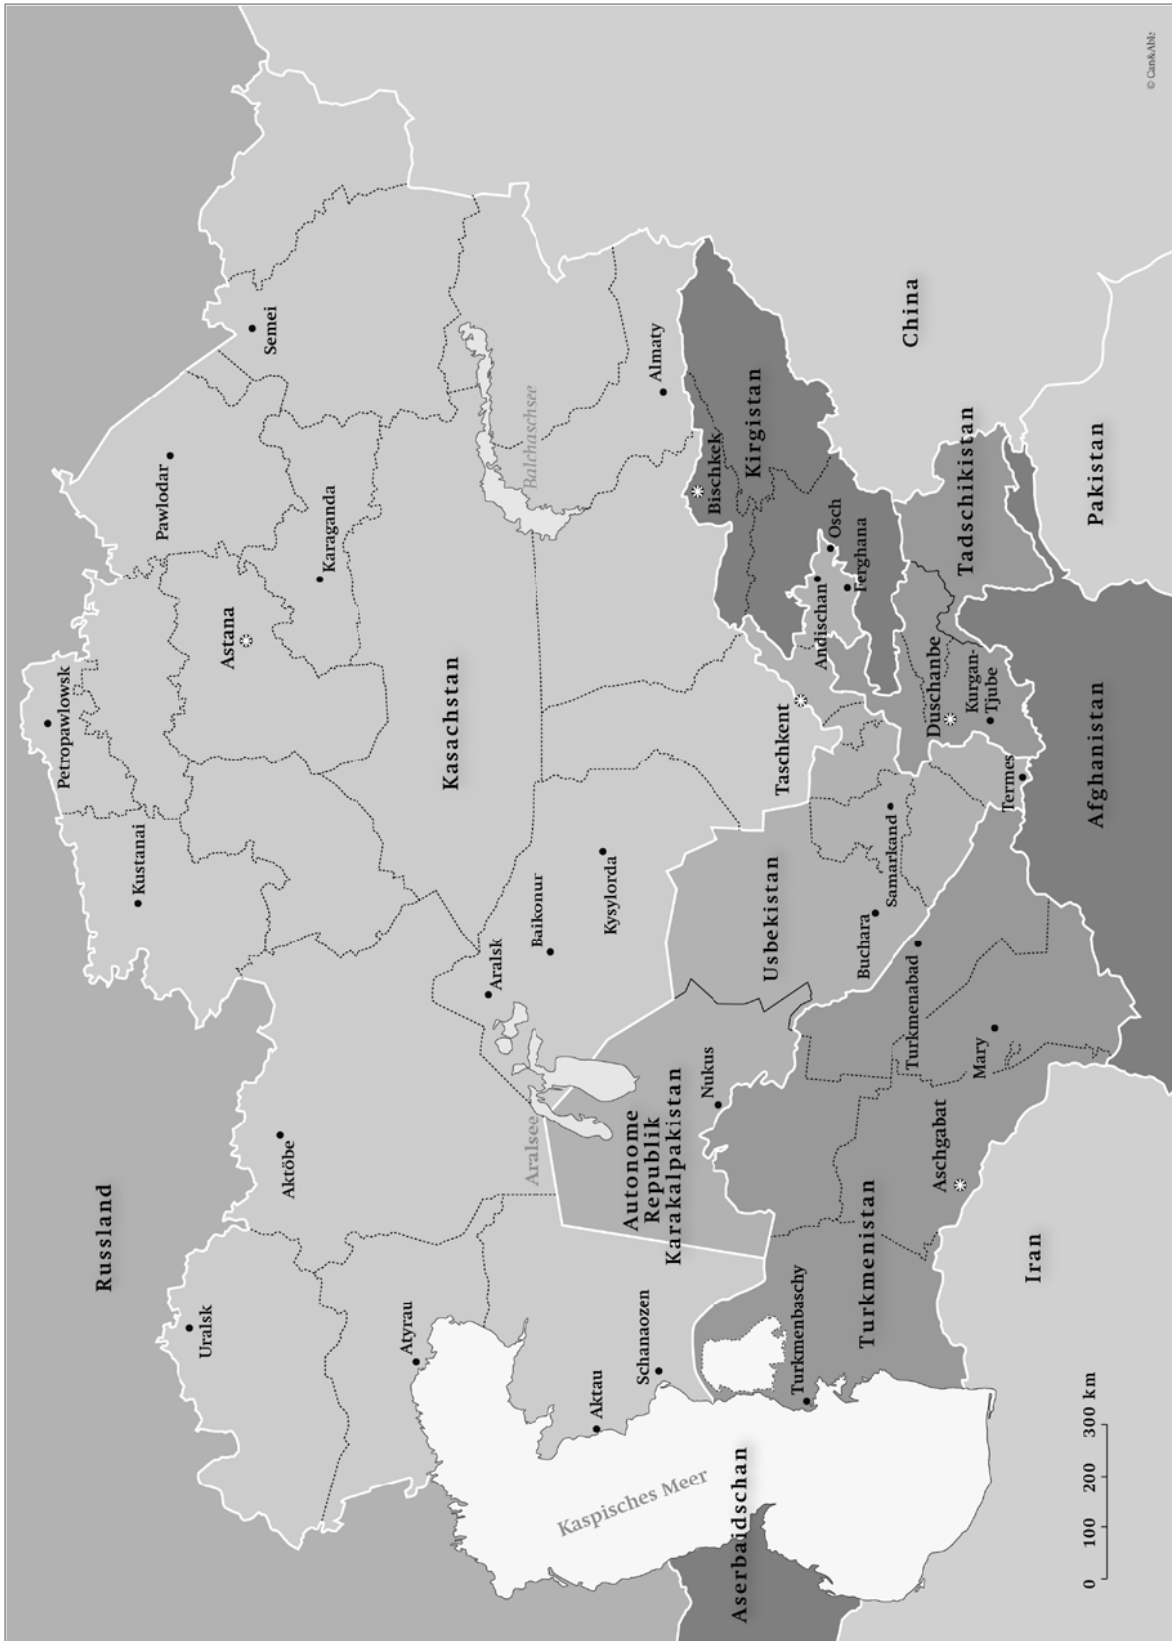 Russland
Petropawlowsk
Kustanai
Pawlodar
Semei
Astana
Karaganda
Uralsk
Aktöbe
Kasachstan
Atyrau
Aralsk
Baikonur
Kysylorda
Balchaschsee
Almaty
Aralsee
Aktau
Schanaozen
Autonome
Republik
Karakalpakistan
Nukus
Usbekistan
Taschkent
Bischkek
Kirgistan
China
Andischan
Osch
Ferghana
Kaspisches Meer
Aserbaidschan
Turkmenbaschy
Turkmenistan
Buchara
Samarkand
Turkmenabad
Duschanbe
Kurgan-
Tjube
Tadschikistan
Aschgabat
Mary
Termes
Iran
Afghanistan
Pakistan
0 100 200 300 km
© Can&Able